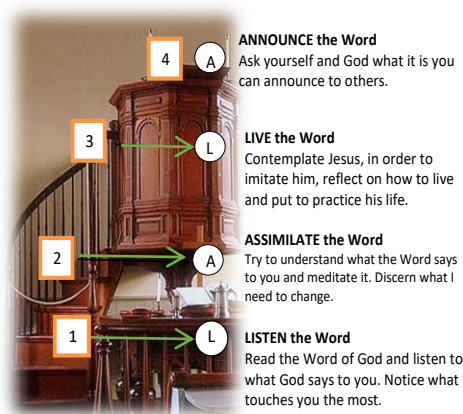 4
A
ANNOUNCE the Word
Ask yourself and God what it is you
can announce to others.
3
L
LIVE the Word
Contemplate Jesus, in order to
imitate him, reflect on how to live
and put to practice his life.
2
A
ASSIMILATE the Word
Try to understand what the Word says
to you and meditate it. Discern what I
need to change.
1
L
LISTEN the Word
Read the Word of God and listen to
what God says to you. Notice what
touches you the most.